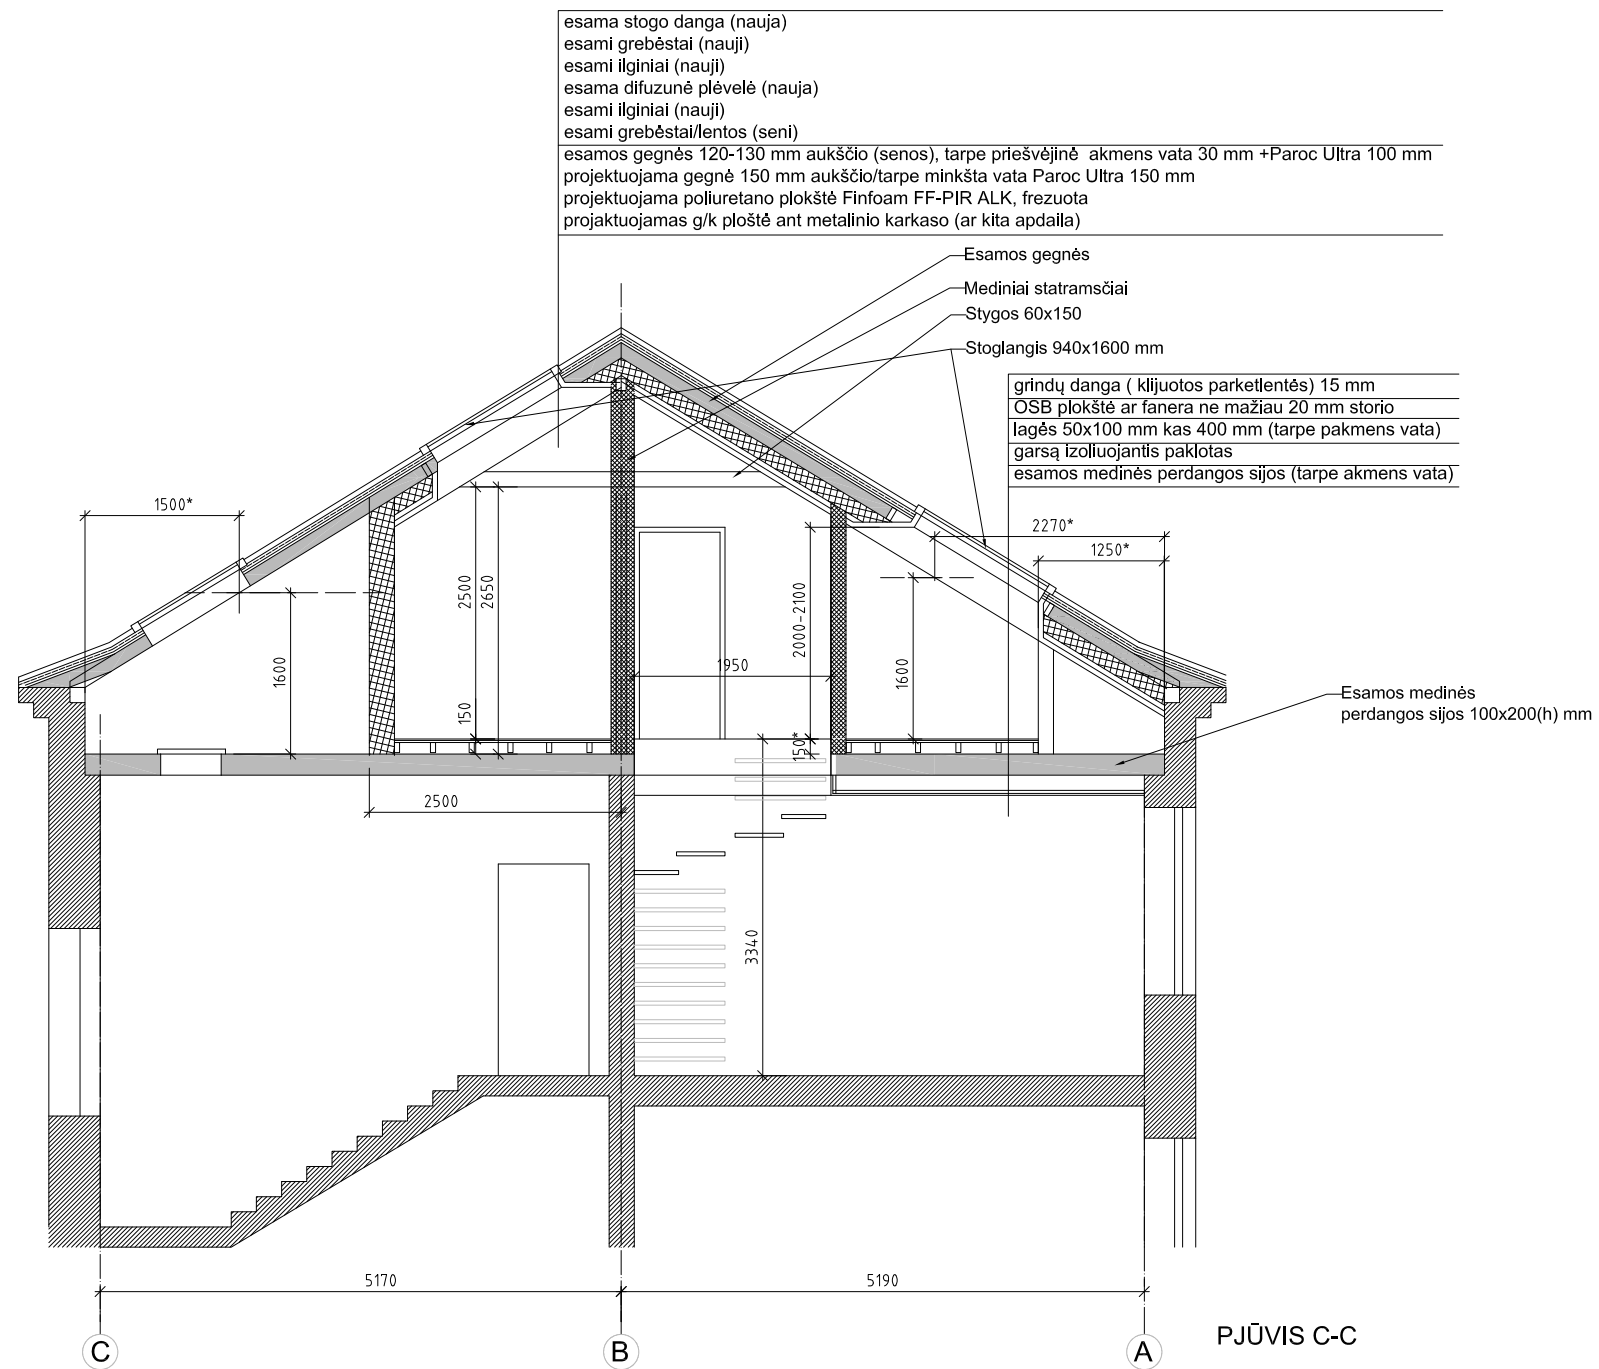 esama stogo danga (nauja)
esami grebėstai (nauji)
esami ilginiai (nauji)
esama difuzunė plėvelė (nauja)
esami ilginiai (nauji)
esami grebėstai/lentos (seni)
esamos gegnės 120-130 mm aukščio (senos), tarpe priešvėjinė akmens vata 30 mm +Paroc Ultra 100 mm
projektuojama gegnė 150 mm aukščio/tarpe minkšta vata Paroc Ultra 150 mm
projektuojama poliuretano plokštė Finfoam FF-PIR ALK, frezuota
projaktuojamas g/k ploštė ant metalinio karkaso (ar kita apdaila)
Esamos gegnės
Mediniai statramsčiai
Stygos 60x150
Stoglangis 940x1600 mm
grindų danga ( klijuotos parketlentės) 15 mm
OSB plokštė ar fanera ne mažiau 20 mm storio
lagės 50x100 mm kas 400 mm (tarpe pakmens vata)
garsą izoliuojantis paklotas
esamos medinės perdangos sijos (tarpe akmens vata)
1500*
2270*
1250*
2500
2650
2000-2100
1600
1600
1950
150
150*
Esamos medinės
perdangos sijos 100x200(h) mm
2500
3340
5170
5190
C
B
A
PJŪVIS C-C